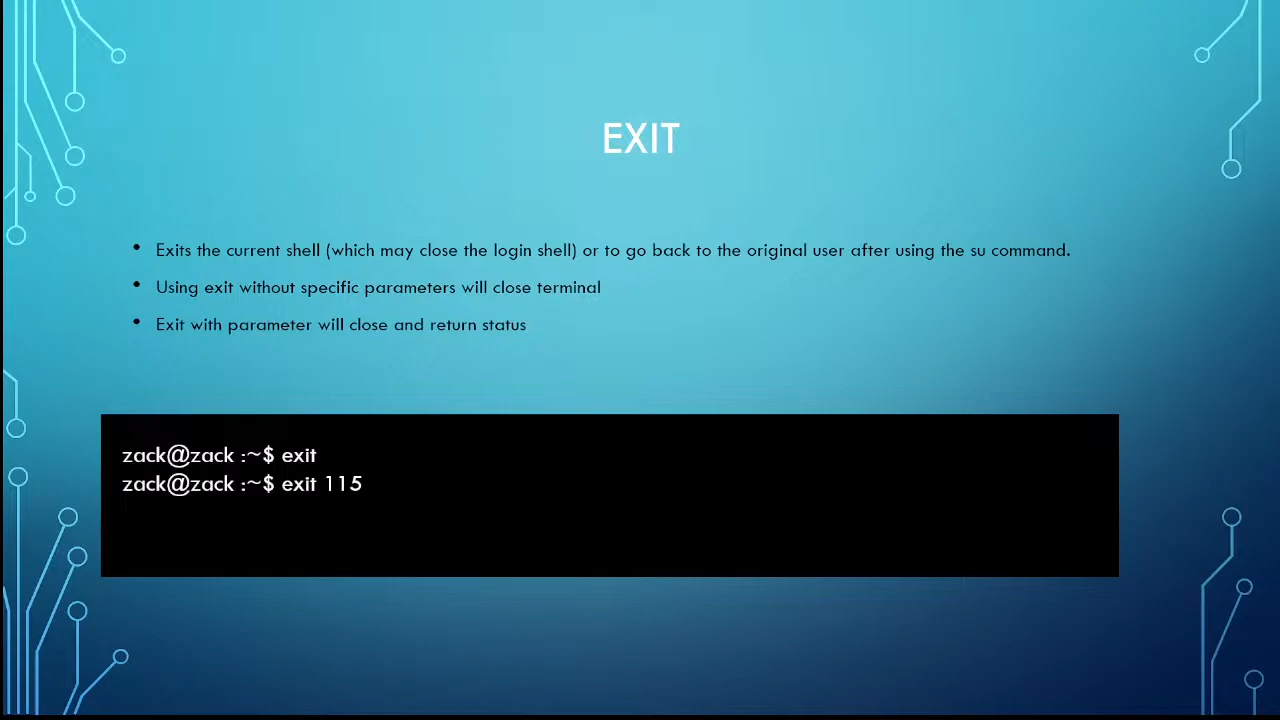 EXIT
• Exits the current shell (which may close the login shell) or to go back to the original user after using the su command.
• Using exit without specific parameters will close terminal
• Exit with parameter will close and return status
zack@zack :~$ exit
zack@zack :~$ exit 115